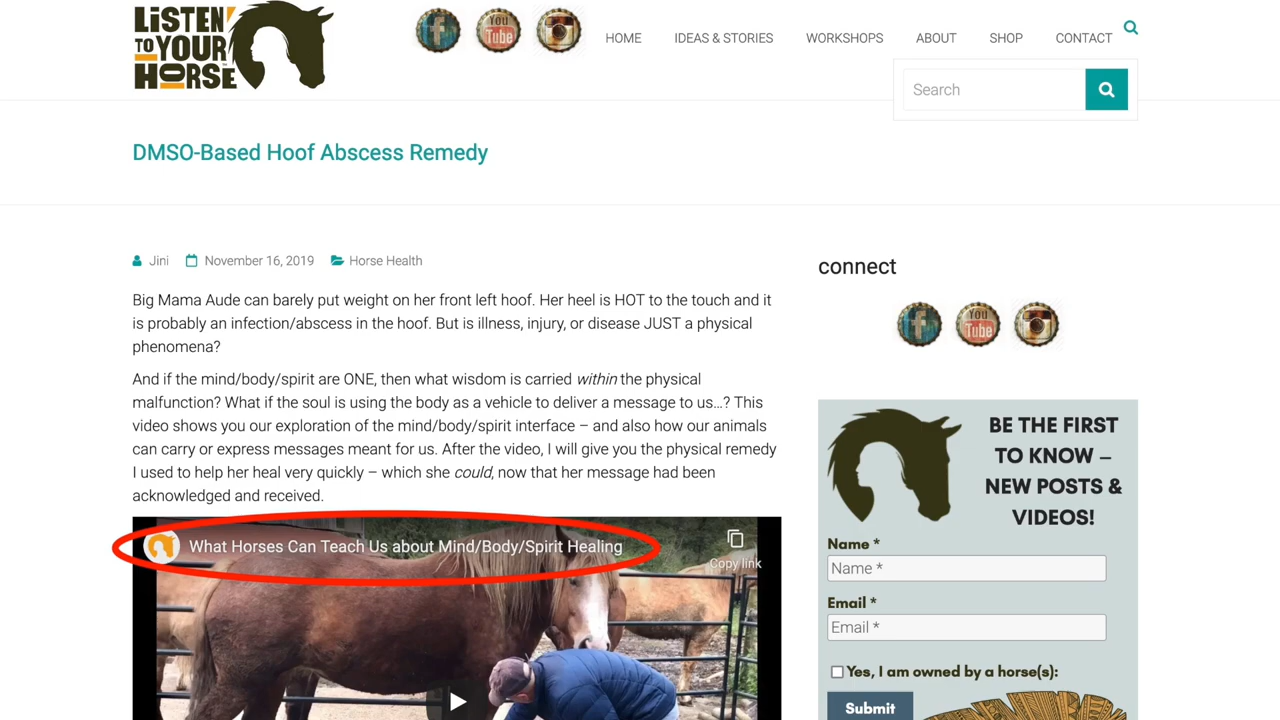 LiSTEN
TO YOUR
HORSE
You
Tube
HOME IDEAS & STORIES WORKSHOPS ABOUT SHOP CONTACT
Search
DMSO-Based Hoof Abscess Remedy
Jini November 16, 2019 Horse Health
Big Mama Aude can barely put weight on her front left hoof. Her heel is HOT to the touch and it
is probably an infection/abscess in the hoof. But is illness, injury, or disease JUST a physical
phenomena?
And if the mind/body/spirit are ONE, then what wisdom is carried within the physical
malfunction? What if the soul is using the body as a vehicle to deliver a message to us…? This
video shows you our exploration of the mind/body/spirit interface – and also how our animals
can carry or express messages meant for us. After the video, I will give you the physical remedy
I used to help her heal very quickly – which she could, now that her message had been
acknowledged and received.
What Horses Can Teach Us about Mind/Body/Spirit Healing
Copy link
connect
You
Tube
BE THE FIRST
TO KNOW –
NEW POSTS &
VIDEOS!
Name *
Name *
Email *
Email *
Yes, I am owned by a horse(s):
Submit